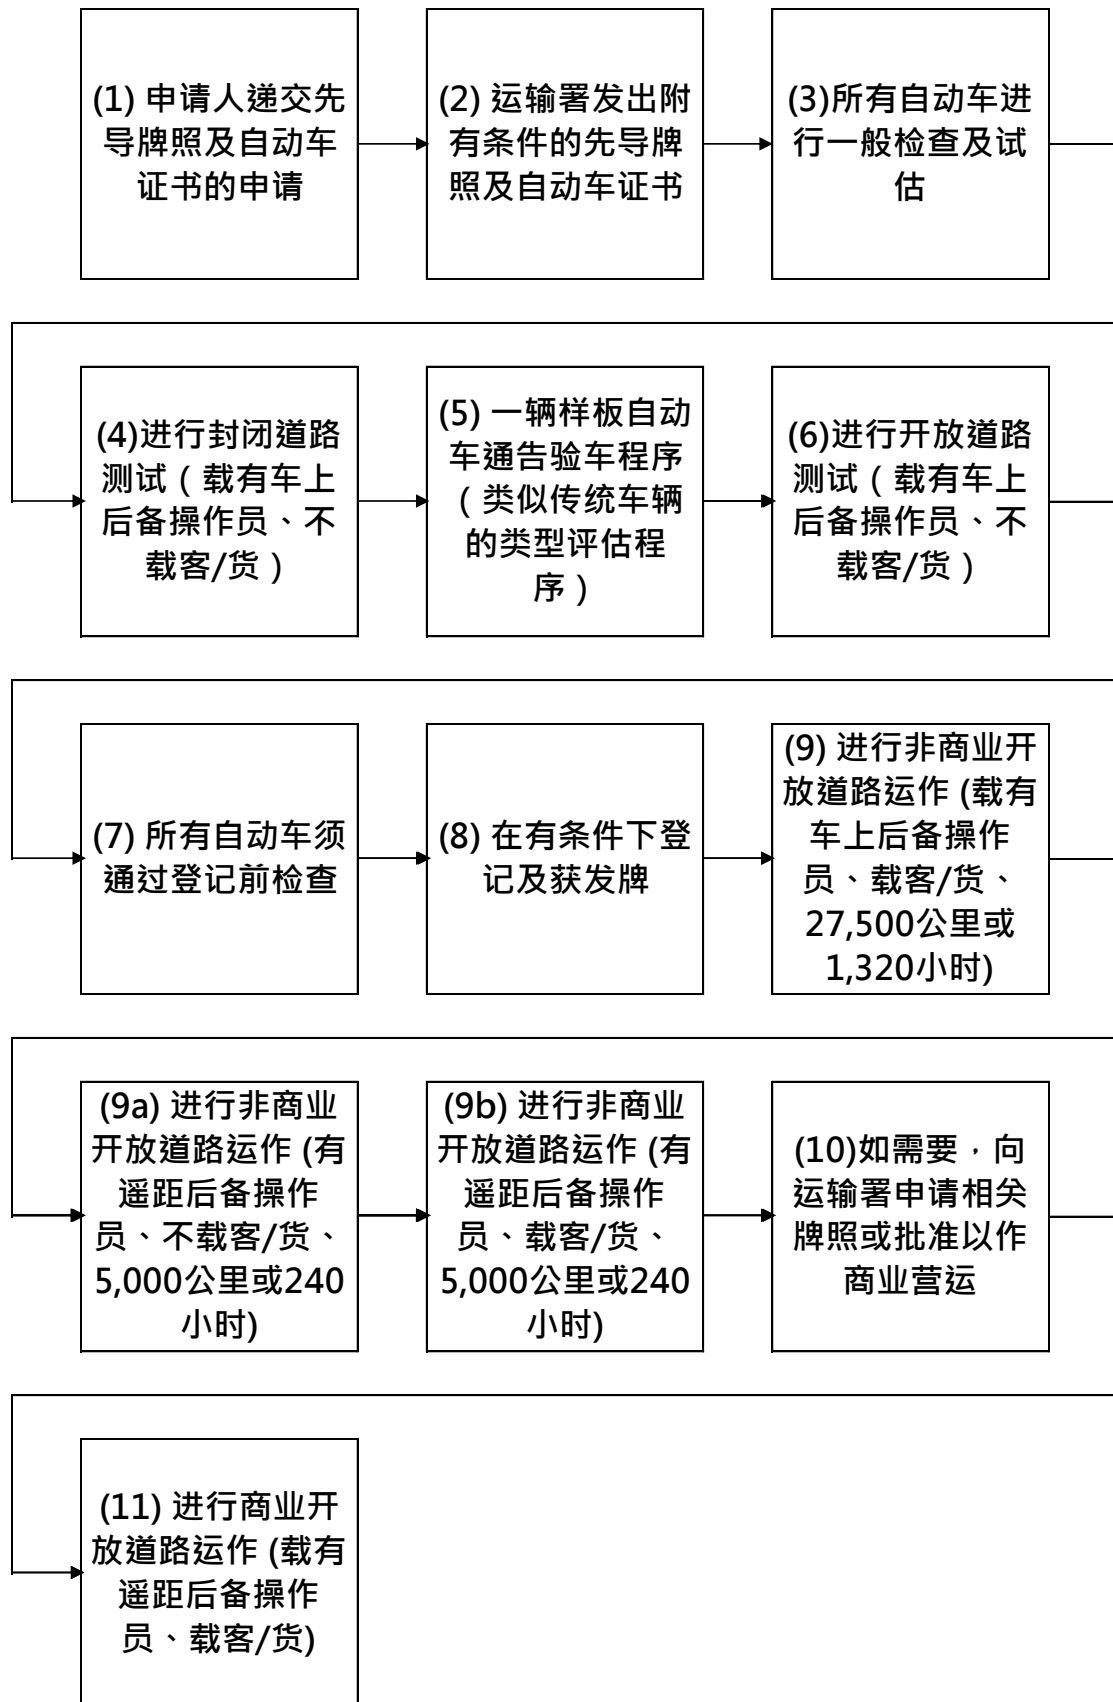 (1) 申请人递交先
导牌照及自动车
证书的申请
(2) 运输署发出附
有条件的先导牌
照及自动车证书
(3)所有自动车进
行一般检查及试
估
(4)进行封闭道路
测试（载有车上
后备操作员、不
载客/货）
(5) 一辆样板自动
车通告验车程序
（类似传统车辆
的类型评估程
序）
(6)进行开放道路
测试（载有车上
后备操作员、不
载客/货）
(7) 所有自动车须
通过登记前检查
(8) 在有条件下登
记及获发牌
(9) 进行非商业开
放道路运作 (载有
车上后备操作
员、载客/货、
27,500公里或
1,320小时)
(9a) 进行非商业
开放道路运作 (有
遥距后备操作
员、不载客/货、
5,000公里或240
小时)
(9b) 进行非商业
开放道路运作 (有
遥距后备操作
员、载客/货、
5,000公里或240
小时)
(10)如需要，向
运输署申请相关
牌照或批准以作
商业营运
(11) 进行商业开
放道路运作 (载有
遥距后备操作
员、载客/货)